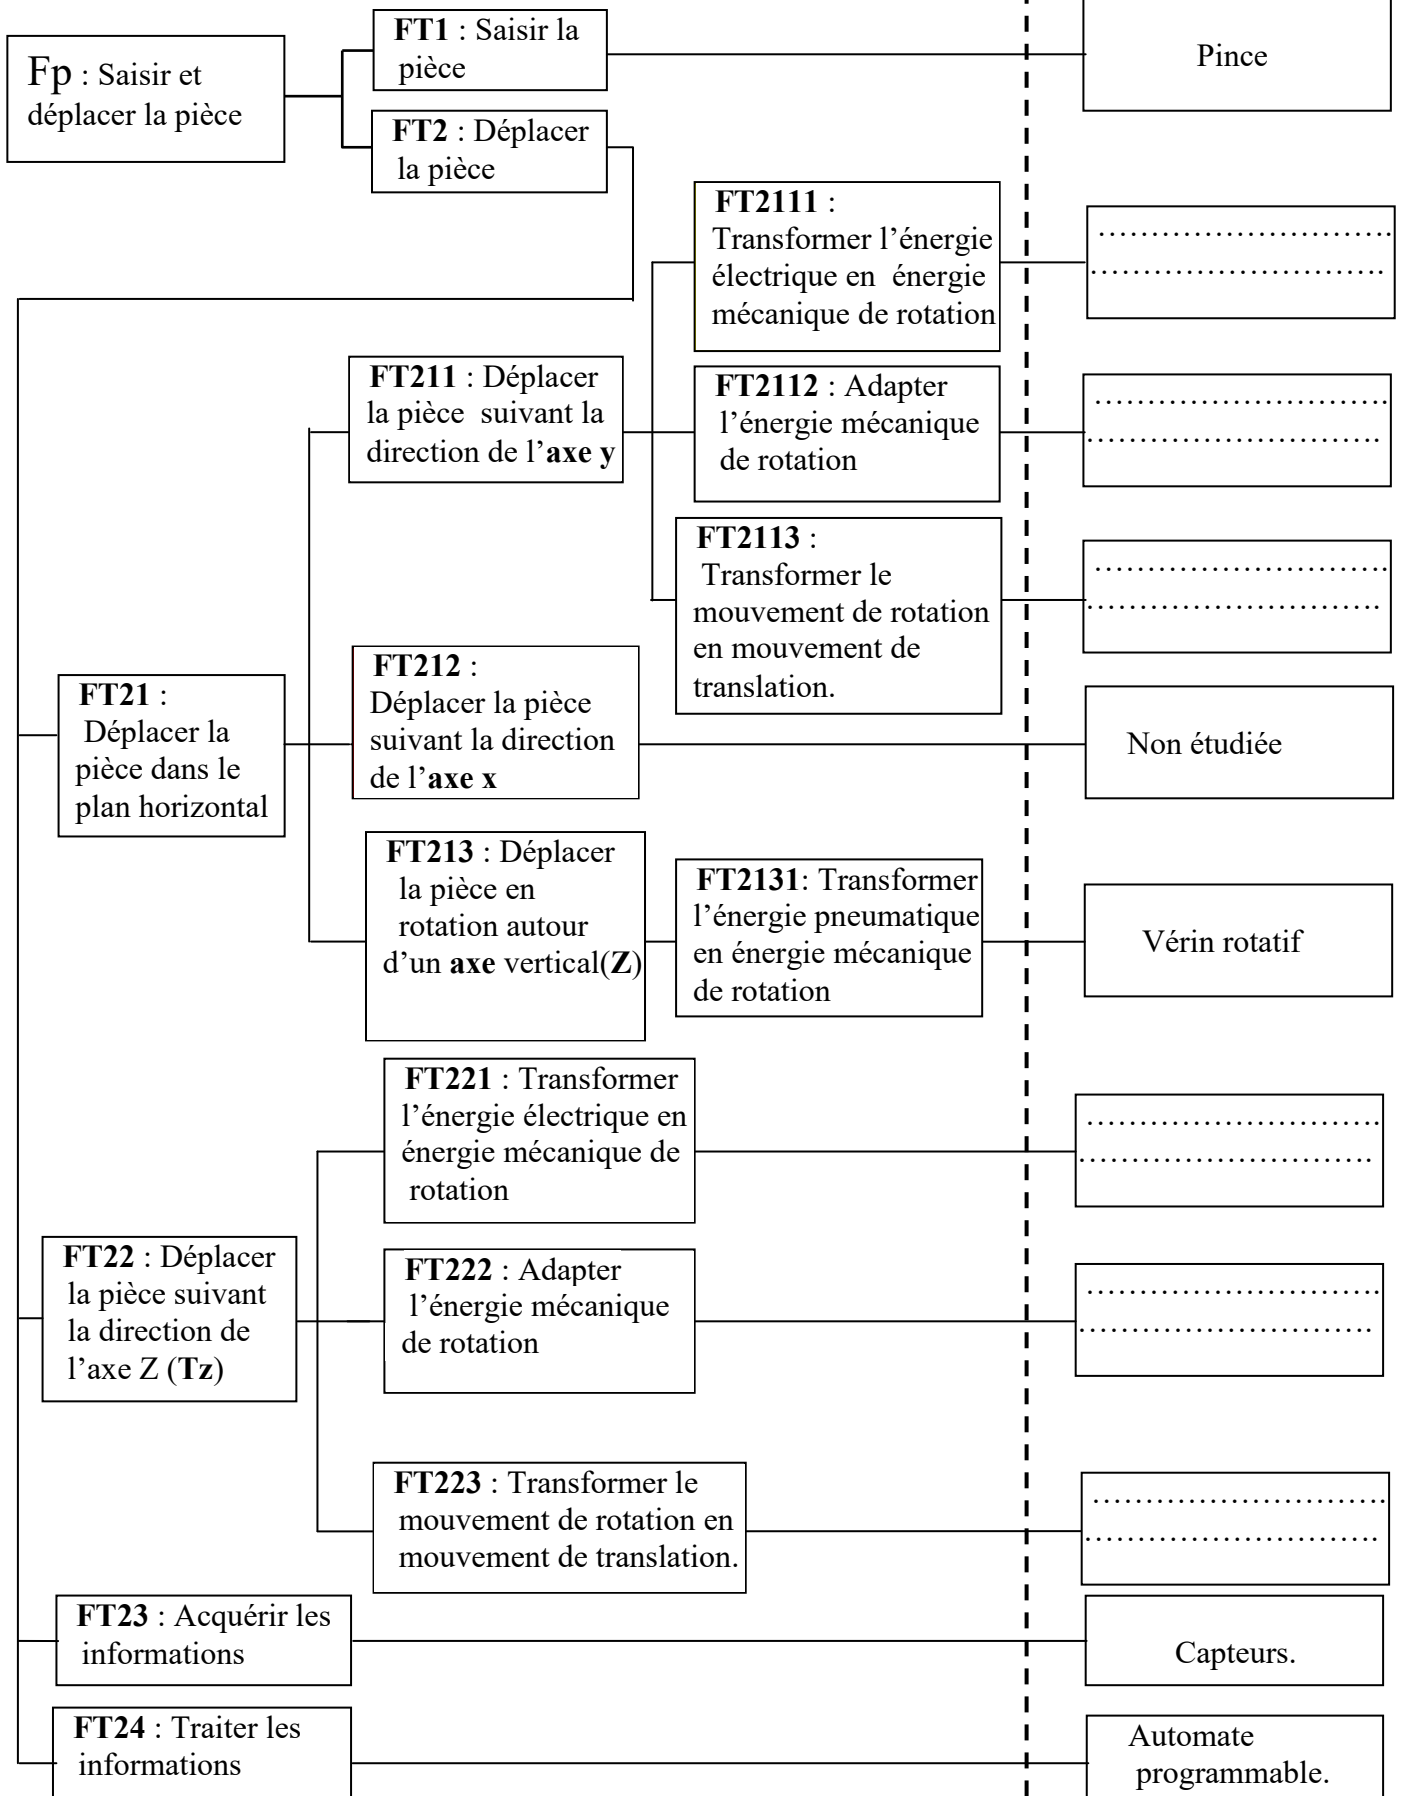 Fp : Saisir et
déplacer la pièce
FT1 : Saisir la
pièce
Pince
FT2 : Déplacer
la pièce
FT2111 :
Transformer l’énergie
électrique en énergie
mécanique de rotation
……………………….
……………………….
FT211 : Déplacer
la pièce suivant la
direction de l’axe y
FT2112 : Adapter
l’énergie mécanique
de rotation
……………………….
……………………….
FT2113 :
Transformer le
mouvement de rotation
en mouvement de
translation.
……………………….
……………………….
FT21 :
Déplacer la
pièce dans le
plan horizontal
FT212 :
Déplacer la pièce
suivant la direction
de l’axe x
Non étudiée
FT213 : Déplacer
la pièce en
rotation autour
d’un axe vertical(Z)
FT2131: Transformer
l’énergie pneumatique
en énergie mécanique
de rotation
Vérin rotatif
FT221 : Transformer
l’énergie électrique en
énergie mécanique de
rotation
……………………….
……………………….
FT22 : Déplacer
la pièce suivant
la direction de
l’axe Z (Tz)
FT222 : Adapter
l’énergie mécanique
de rotation
……………………….
……………………….
FT223 : Transformer le
mouvement de rotation en
mouvement de translation.
……………………….
……………………….
FT23 : Acquérir les
informations
Capteurs.
FT24 : Traiter les
informations
Automate
programmable.